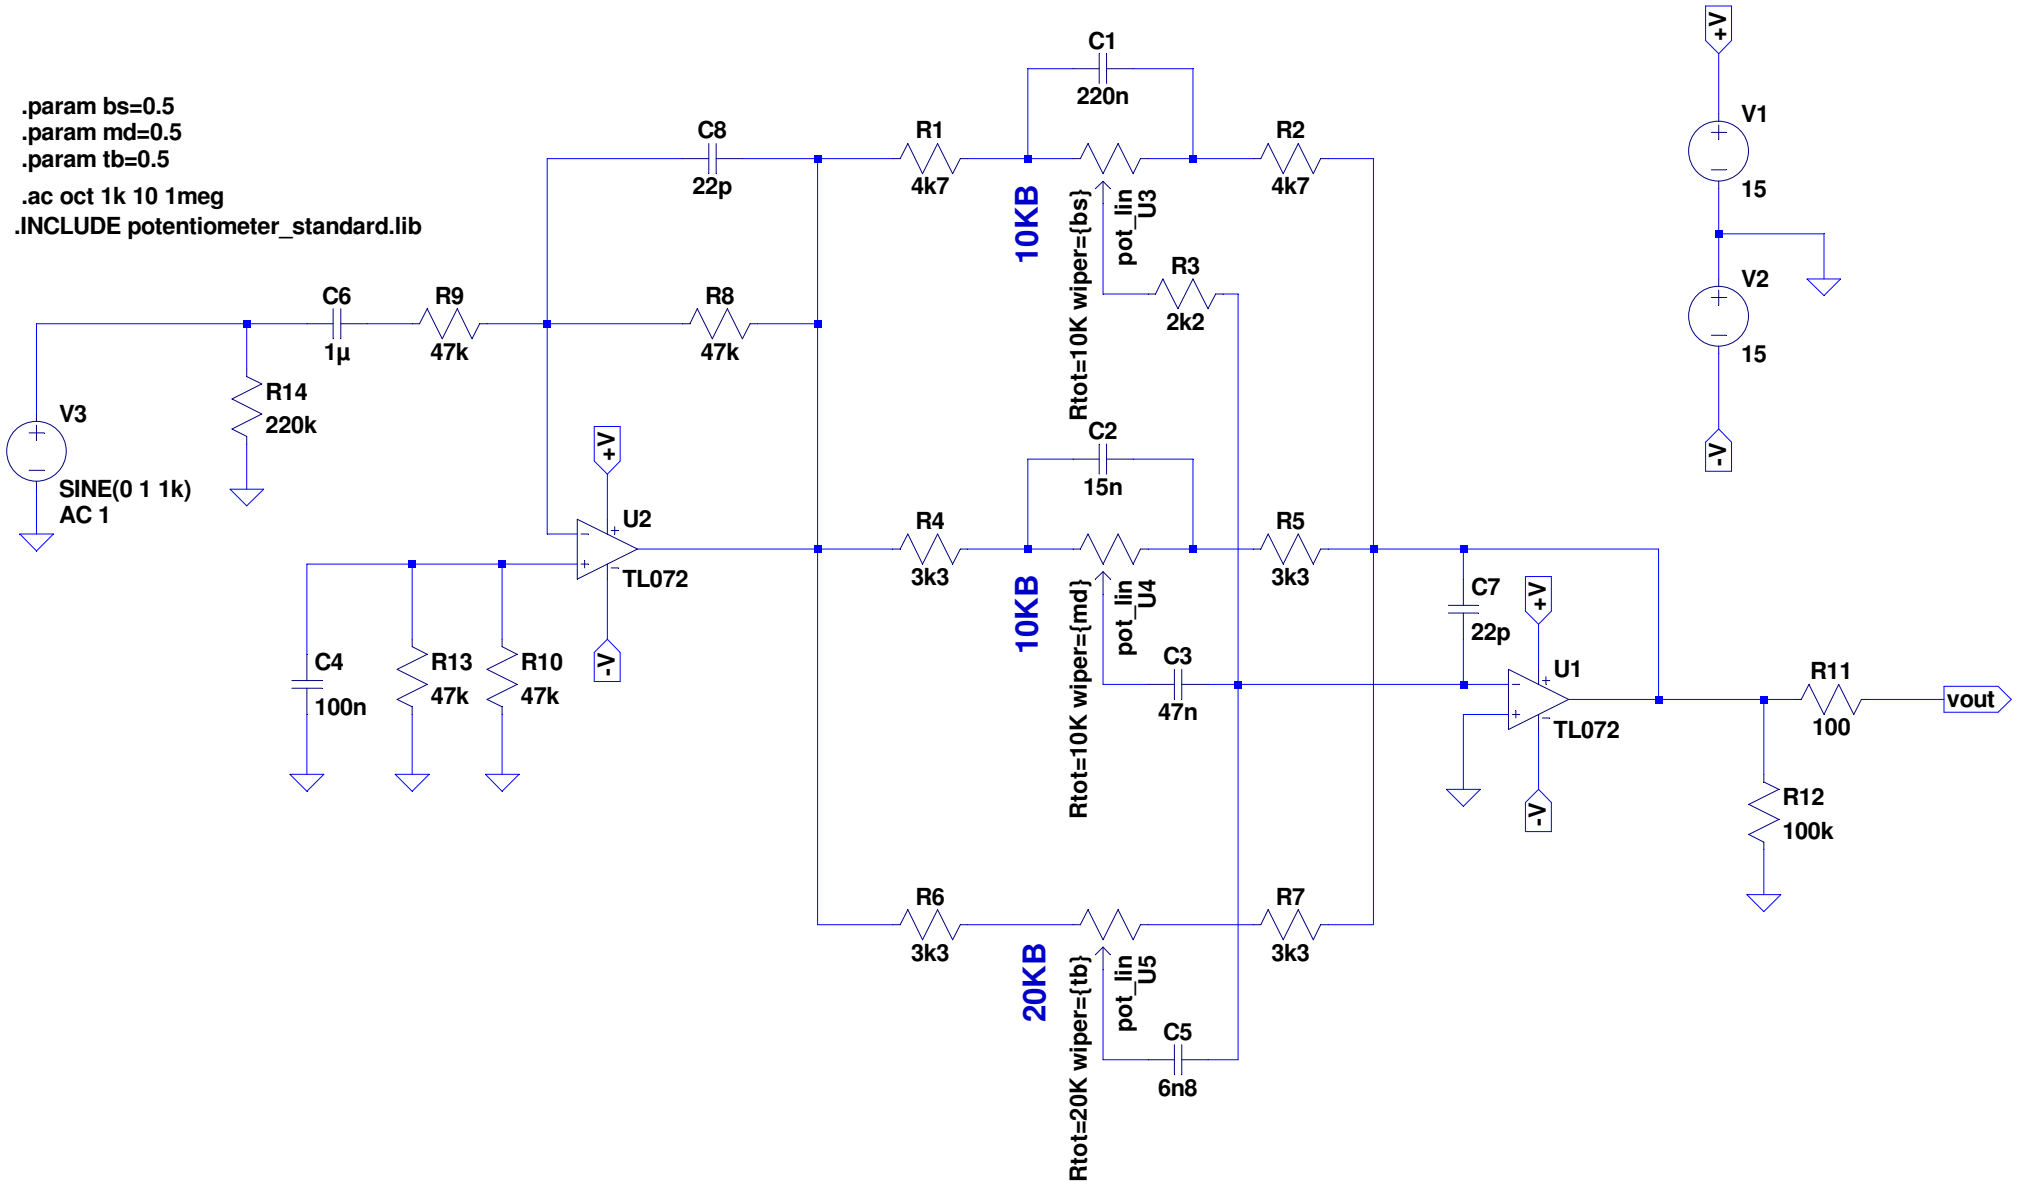 .param bs=0.5
.param md=0.5
.param tb=0.5
.ac oct 1k 10 1meg
.INCLUDE potentiometer_standard.lib
C1
220n
C8
22p
R1
4k7
R2
4k7
10KB
Rtot=10K wiper={bs}
pot_lin
U3
R3
2k2
C6
1µ
R9
47k
R8
47k
R14
220k
V3
SINE(0 1 1k)
AC 1
+V
U2
TL072
-V
C4
100n
R13
47k
R10
47k
C2
15n
R4
3k3
R5
3k3
10KB
Rtot=10K wiper={md}
pot_lin
U4
C3
47n
C7
22p
+V
U1
TL072
-V
R11
100
vout
R12
100k
R6
3k3
R7
3k3
20KB
Rtot=20K wiper={tb}
pot_lin
U5
C5
6n8
+V
V1
15
V2
15
-V